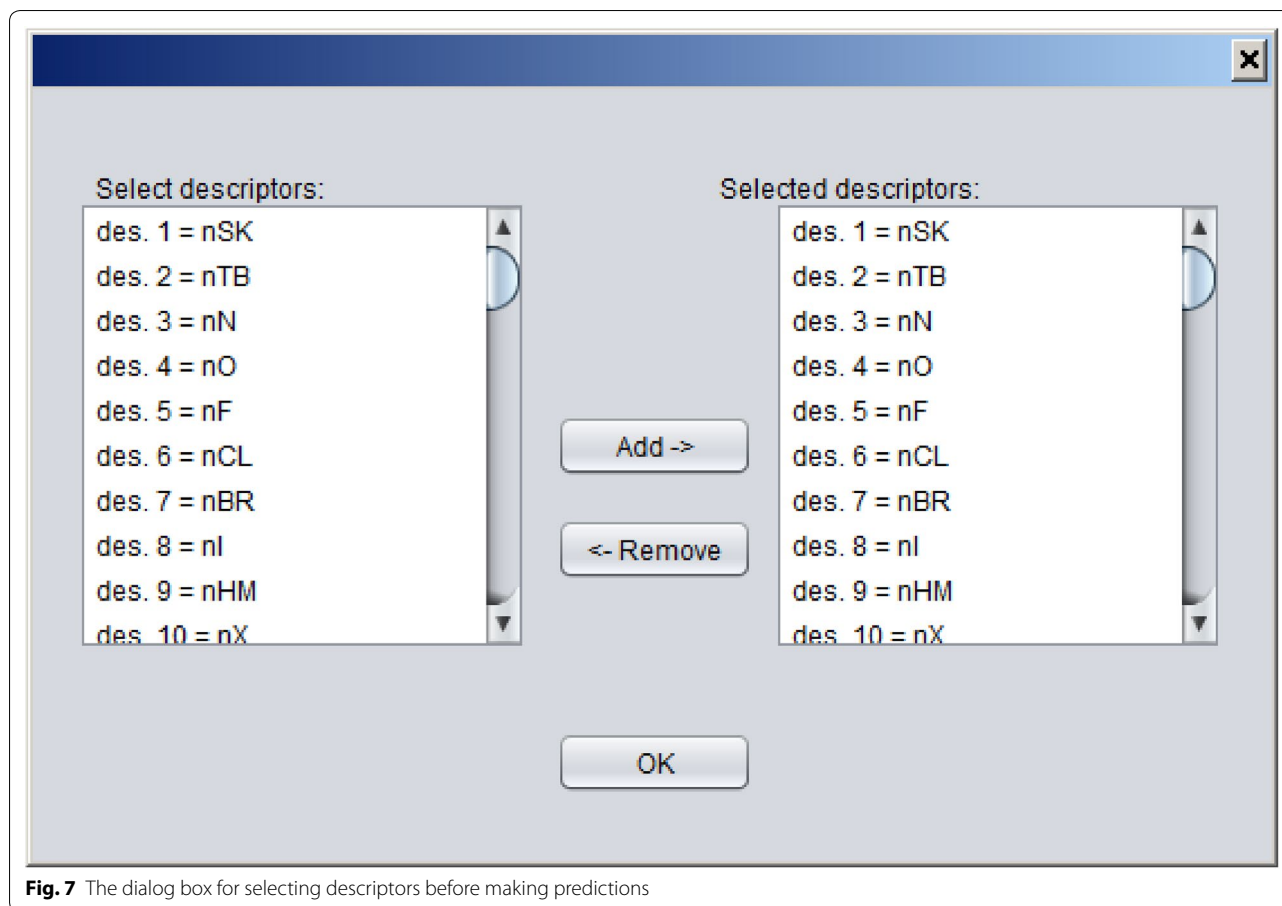 Select descriptors:
des. 1 = nSK
des. 2 = nTB
des. 3 = nN
des. 4 = nO
des. 5 = nF
des. 6 = nCL
des. 7 = nBR
des. 8 = nI
des. 9 = nHM
des. 10 = nX
Add ->
<- Remove
Selected descriptors:
des. 1 = nSK
des. 2 = nTB
des. 3 = nN
des. 4 = nO
des. 5 = nF
des. 6 = nCL
des. 7 = nBR
des. 8 = nI
des. 9 = nHM
des. 10 = nX
OK
Fig. 7 The dialog box for selecting descriptors before making predictions